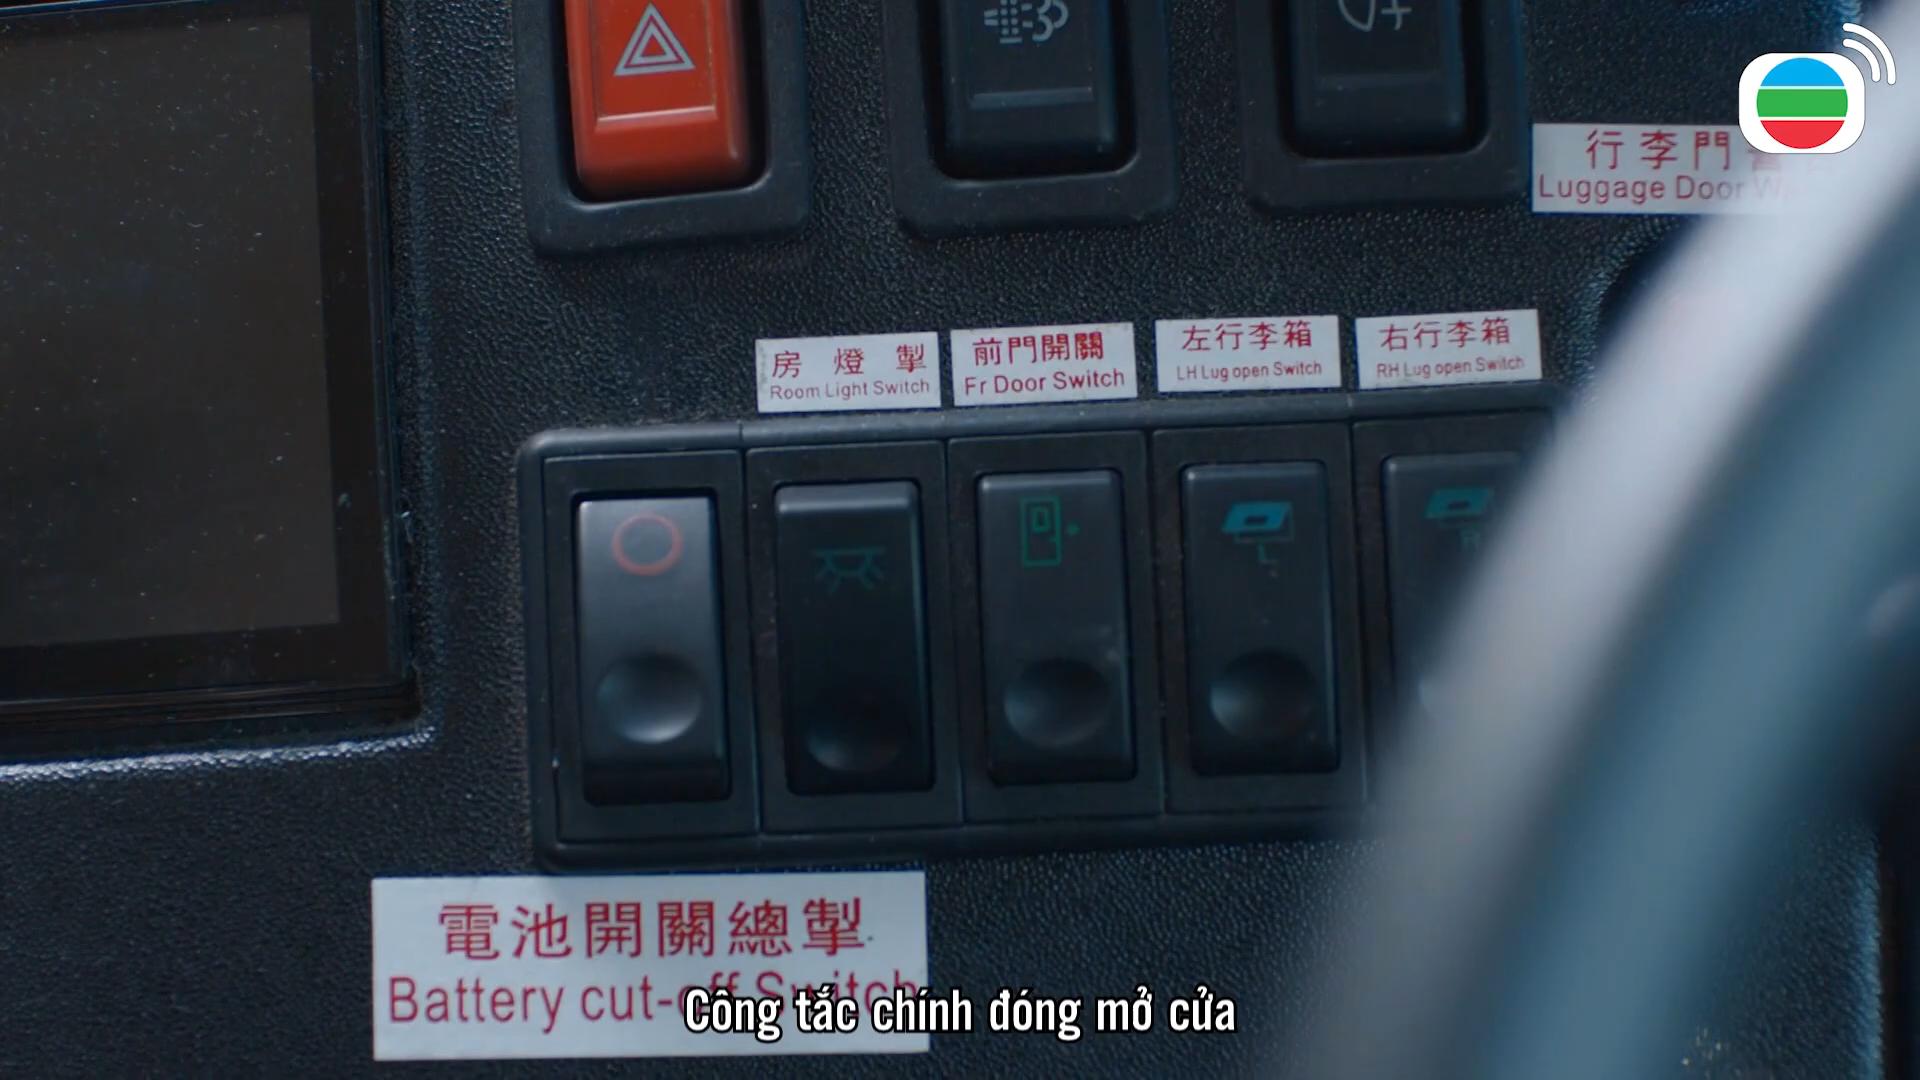 行李門
Luggage Door
房燈掣
Room Light Switch
前門開關
Fr Door Switch
左行李箱
LH Lug open Switch
右行李箱
RH Lug open Switch
D
L
R
電池開關總掣
Battery cut-off Switch
Công tắc chính đóng mở cửa